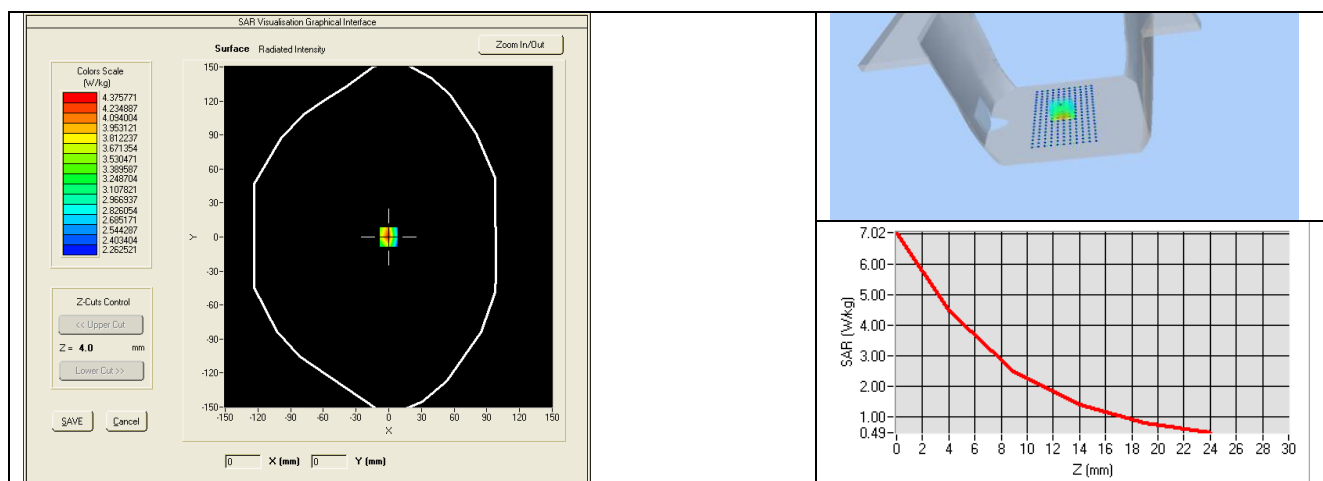 SAR Visualisation Graphical Interface
Surface Radiated Intensity
Zoom In/Out
Colors Scale
(W/kg)
4.375771
4.234887
4.094004
3.953121
3.812237
3.671354
3.530471
3.389587
3.248704
3.107821
2.966937
2.826054
2.685171
2.544287
2.403404
2.262521
Z-Cuts Control
<< Upper Cut
Z = 4.0 mm
Lower Cut >>
SAVE Cancel
150
120
90
60
30
0
-30
-60
-90
-120
-150
Y
-150 -120 -90 -60 -30 0 30 60 90 120 150
X
0 X (mm) 0 Y (mm)
7.02
6.00
5.00
4.00
3.00
2.00
1.00
0.49
SAR (W/kg)
0 2 4 6 8 10 12 14 16 18 20 22 24 26 28 30
Z (mm)